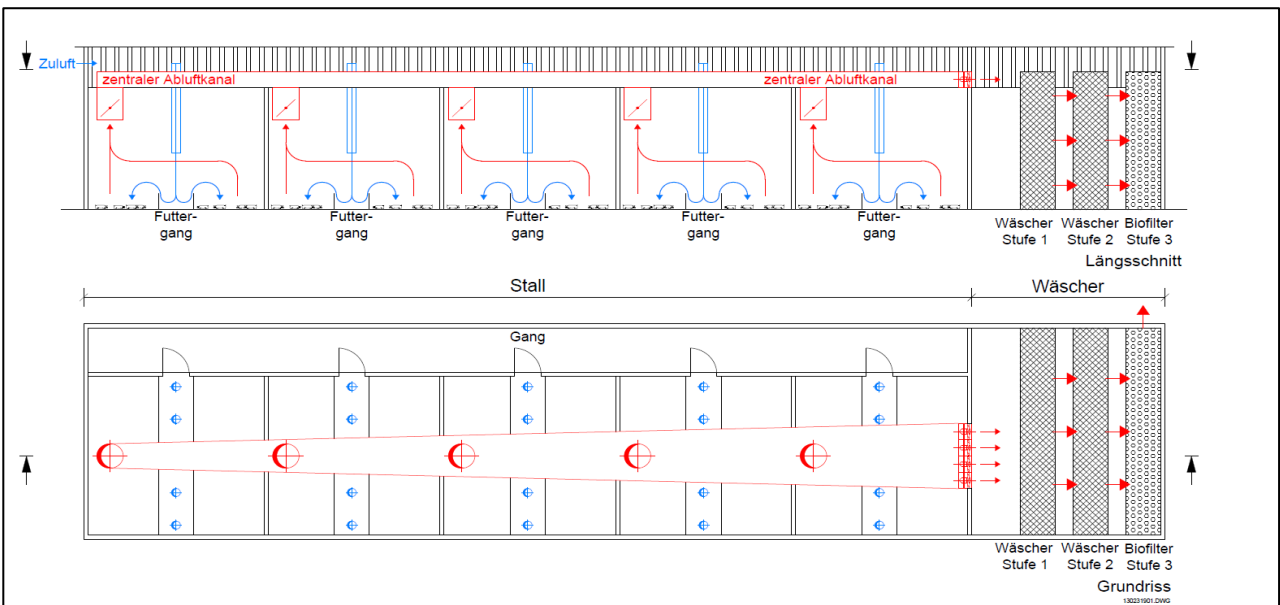 Zuluft
zentraler Abluftkanal
zentraler Abluftkanal
Futter-
gang
Futter-
gang
Futter-
gang
Futter-
gang
Futter-
gang
Wäscher
Stufe 1
Wäscher
Stufe 2
Biofilter
Stufe 3
Längsschnitt
Stall
Wäscher
Gang
Wäscher
Stufe 1
Wäscher
Stufe 2
Biofilter
Stufe 3
Grundriss
130231901.DWG